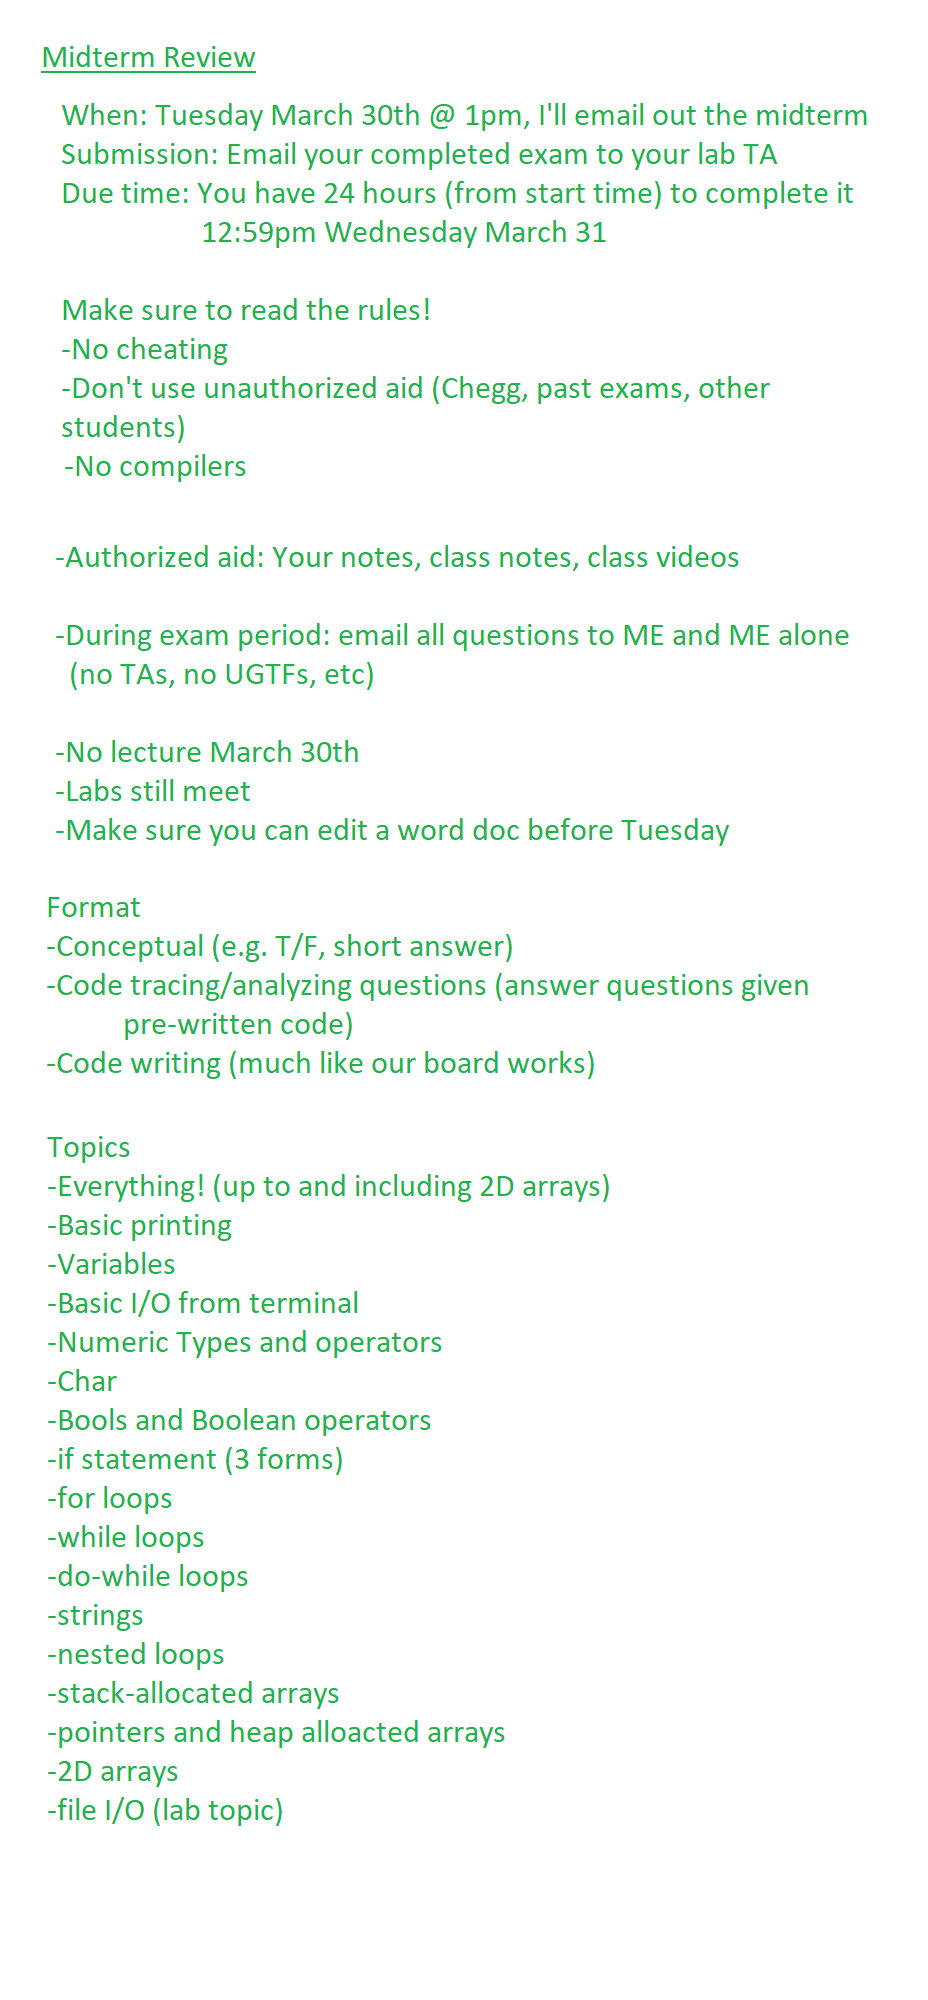 Midterm Review
When: Tuesday March 30th @ 1pm, I'll email out the midterm
Submission: Email your completed exam to your lab TA
Due time: You have 24 hours (from start time) to complete it
12:59pm Wednesday March 31
Make sure to read the rules!
-No cheating
-Don't use unauthorized aid (Chegg, past exams, other
students)
-No compilers
-Authorized aid: Your notes, class notes, class videos
-During exam period: email all questions to ME and ME alone
(no TAs, no UGTFs, etc)
-No lecture March 30th
-Labs still meet
-Make sure you can edit a word doc before Tuesday
Format
-Conceptual (e.g. T/F, short answer)
-Code tracing/analyzing questions (answer questions given
pre-written code)
-Code writing (much like our board works)
Topics
-Everything! (up to and including 2D arrays)
-Basic printing
-Variables
-Basic I/O from terminal
-Numeric Types and operators
-Char
-Bools and Boolean operators
-if statement (3 forms)
-for loops
-while loops
-do-while loops
-strings
-nested loops
-stack-allocated arrays
-pointers and heap alloacted arrays
-2D arrays
-file I/O (lab topic)